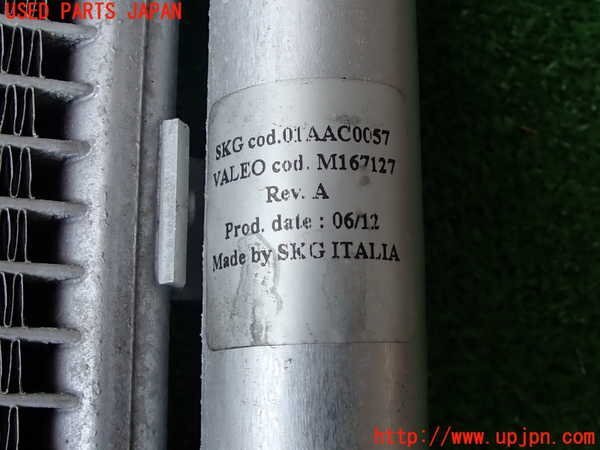 USED PARTS JAPAN
SKG cod.01AAC0057
VALEO cod. M167127
Rev. A
Prod. date : 06/12
Made by SKG ITALIA
http://www.upjpn.com/